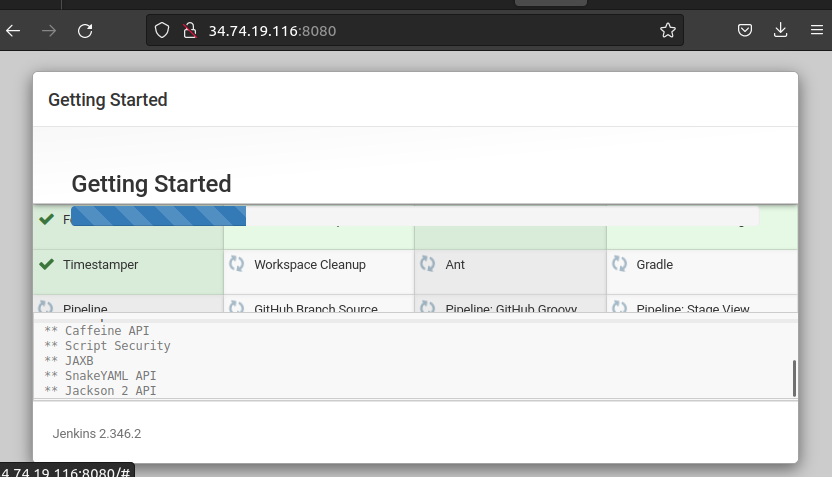 34.74.19.116:8080
Getting Started
Getting Started
Timestamper
Workspace Cleanup
Ant
Gradle
Pipeline
GitHub Branch Source
Pipeline: GitHub Groovy
Pipeline: Stage View
** Caffeine API
** Script Security
** JAXB
** SnakeYAML API
** Jackson 2 API
Jenkins 2.346.2
4.74.19.116:8080/#